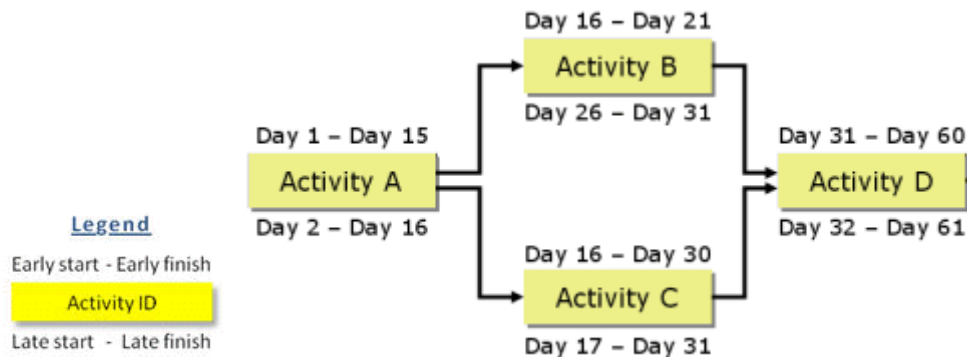 Day 16 – Day 21
Activity B
Day 26 – Day 31
Day 1 – Day 15
Activity A
Day 2 – Day 16
Day 31 – Day 60
Activity D
Day 32 – Day 61
Day 16 – Day 30
Activity C
Day 17 – Day 31
Legend
Early start - Early finish
Activity ID
Late start - Late finish